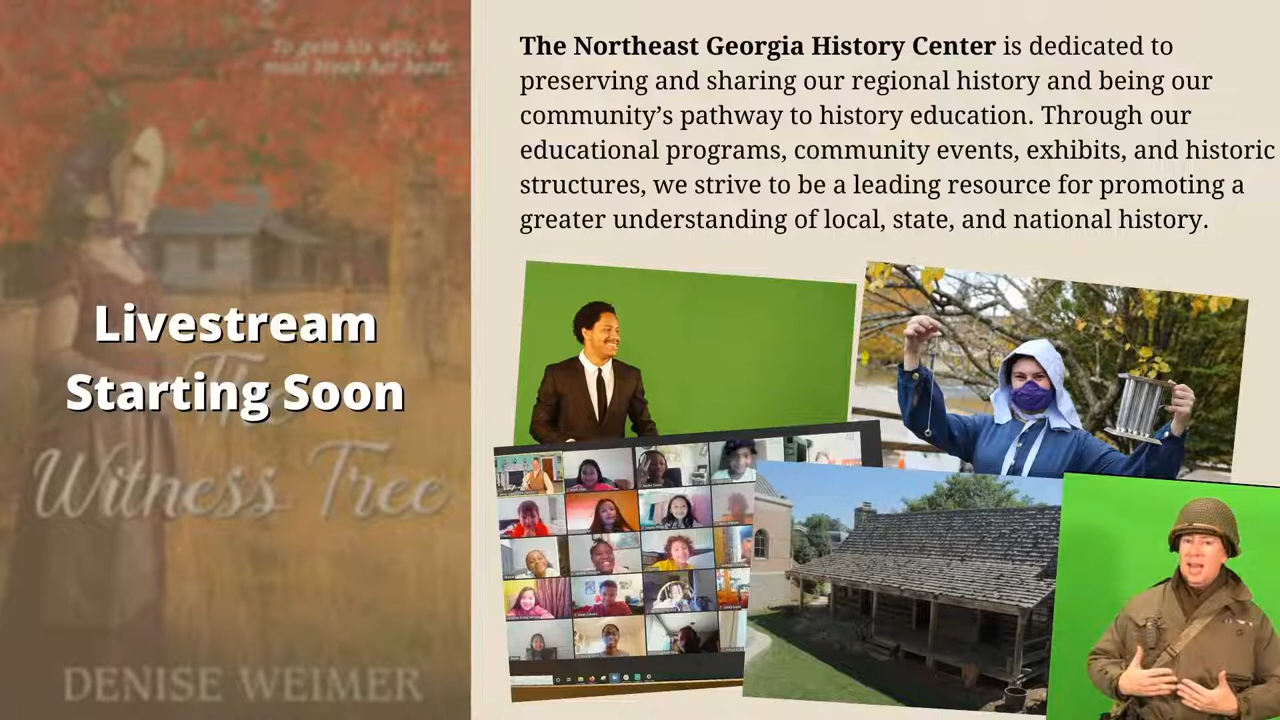 To gain his wife, he
must break her heart.
Livestream
Starting Soon
The
Witness Tree
DENISE WEIMER
The Northeast Georgia History Center is dedicated to
preserving and sharing our regional history and being our
community’s pathway to history education. Through our
educational programs, community events, exhibits, and historic
structures, we strive to be a leading resource for promoting a
greater understanding of local, state, and national history.